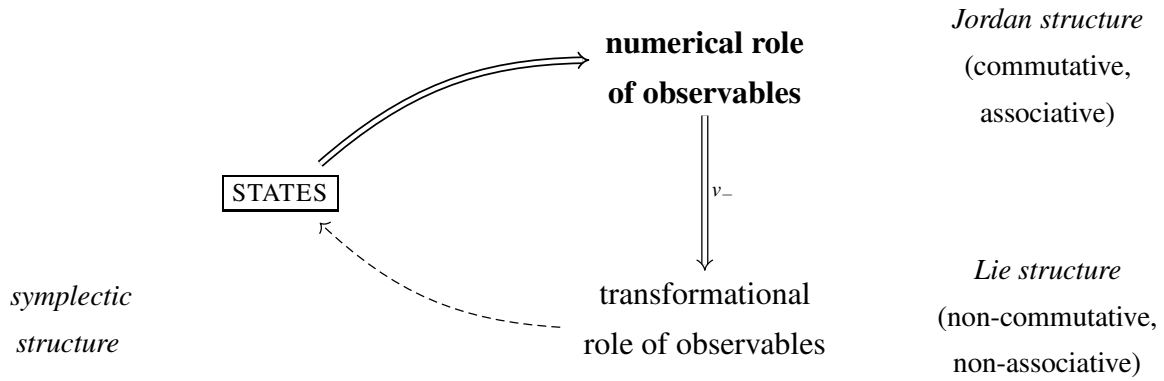 Jordan structure
numerical role
(commutative,
of observables
associative)
STATES
v−
Lie structure
transformational
symplectic
(non-commutative,
role of observables
structure
non-associative)